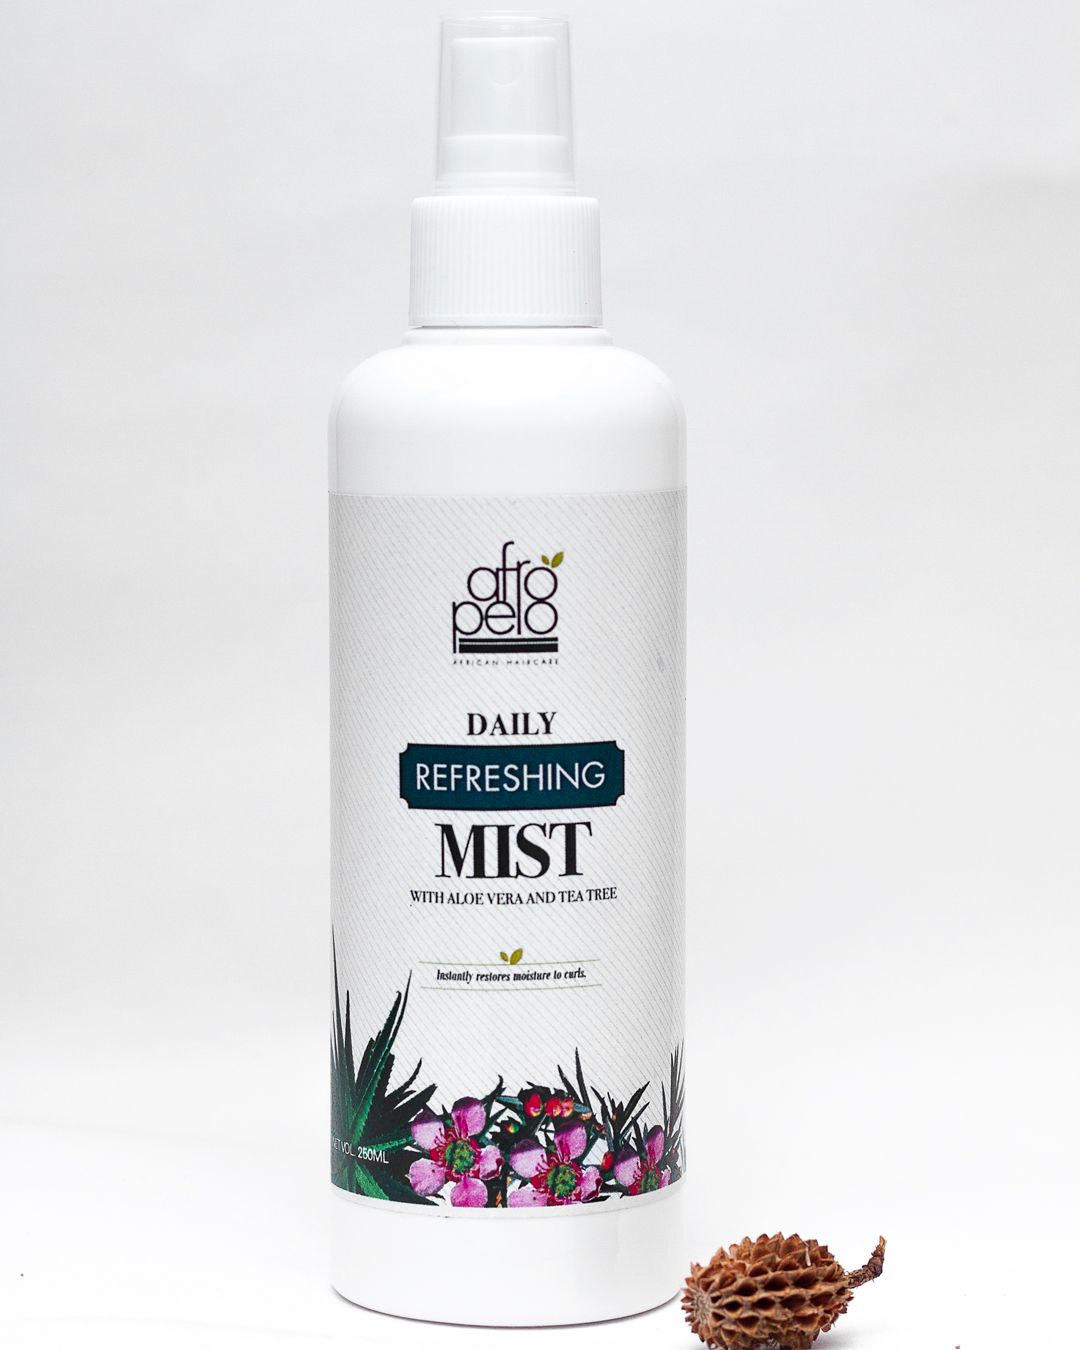 afro
pelo
AFRICAN HAIRCARE
DAILY
REFRESHING
MIST
WITH ALOE VERA AND TEA TREE
Instantly restores moisture to curls.
VOL. 250ML